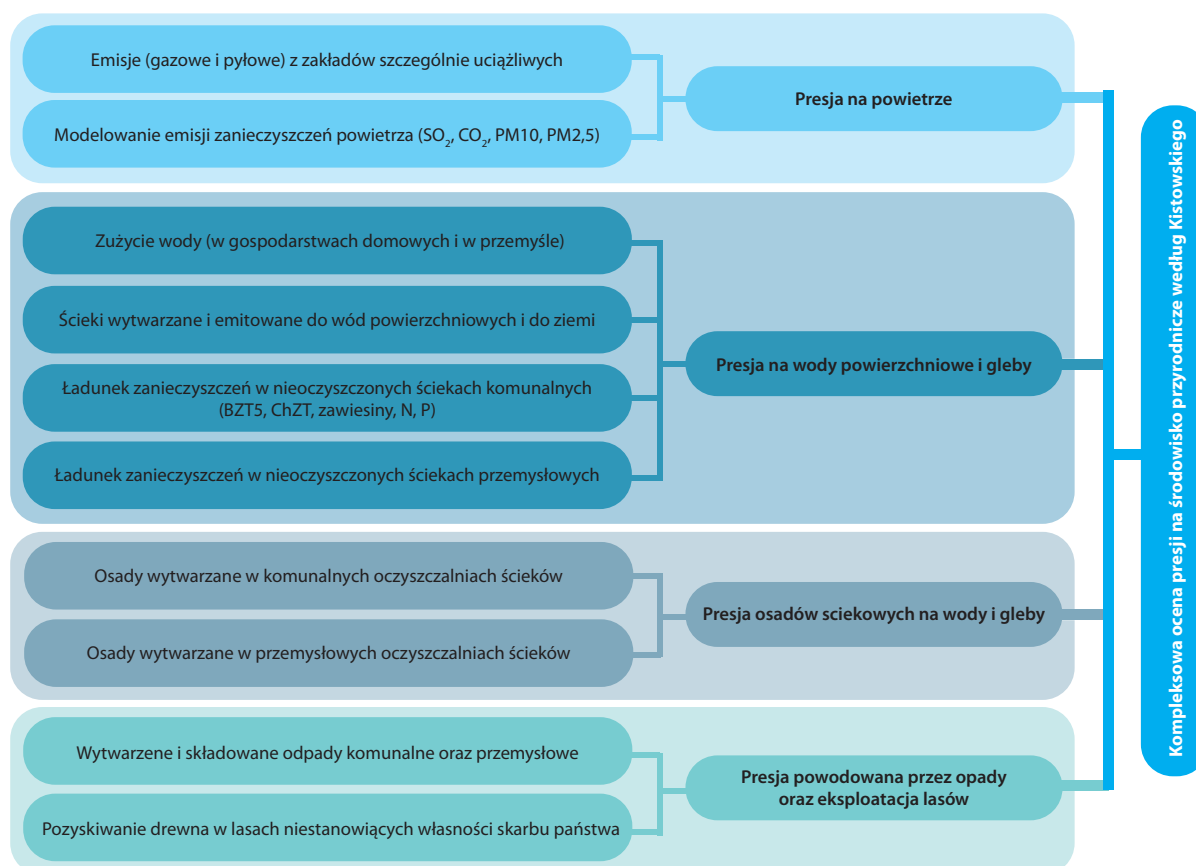 Emisje (gazowe i pyłowe) z zakładów szczególnie uciążliwych
Modelowanie emisji zanieczyszczeń powietrza (SO₂, CO₂, PM10, PM2,5)
Presja na powietrze
Zużycie wody (w gospodarstwach domowych i w przemyśle)
Ścieki wytwarzane i emitowane do wód powierzchniowych i do ziemi
Ładunek zanieczyszczeń w nieoczyszczonych ściekach komunalnych
(BZT5, ChZT, zawiesiny, N, P)
Ładunek zanieczyszczeń w nieoczyszczonych ściekach przemysłowych
Presja na wody powierzchniowe i gleby
Osady wytwarzane w komunalnych oczyszczalniach ścieków
Osady wytwarzane w przemysłowych oczyszczalniach ścieków
Presja osadów sciekowych na wody i gleby
Wytwarzene i składowane odpady komunalne oraz przemysłowe
Pozyskiwanie drewna w lasach niestanowiących własności skarbu państwa
Presja powodowana przez opady
oraz eksploatacja lasów
Kompleksowa ocena presji na środowisko przyrodnicze według Kistowskiego